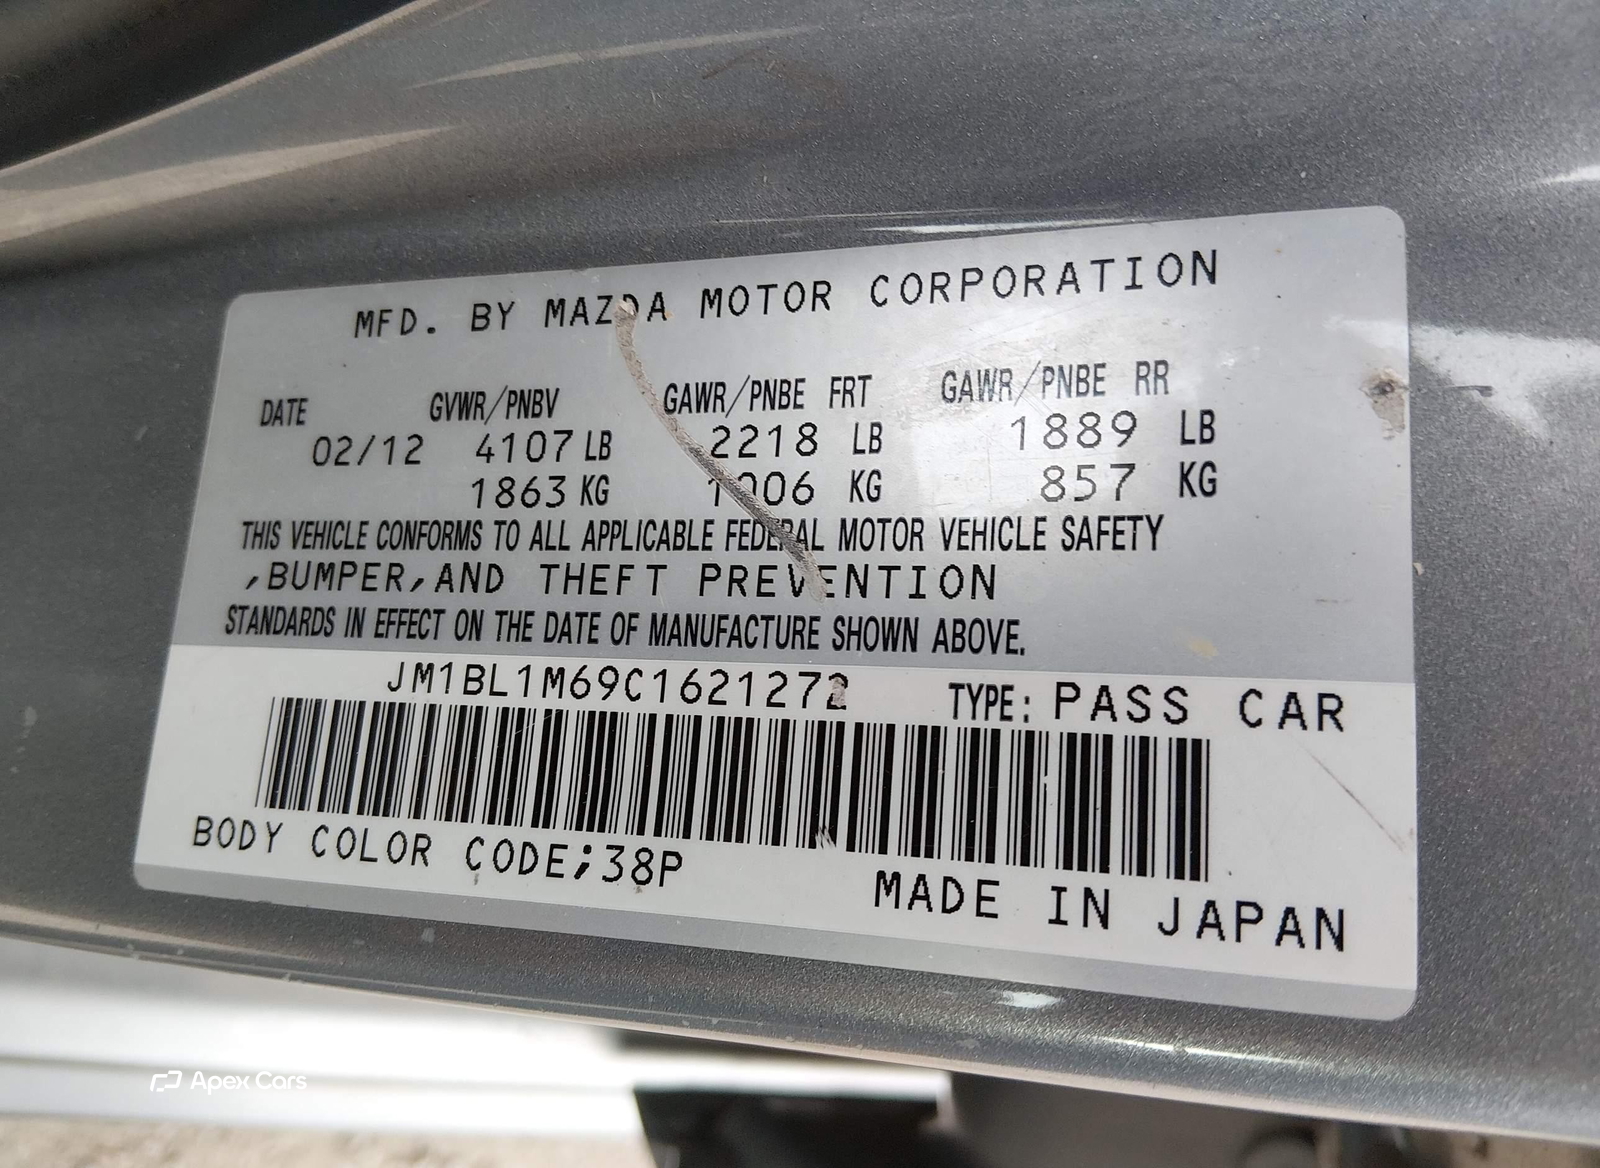 MFD. BY MAZDA MOTOR CORPORATION
DATE GVWR/PNBV GAWR/PNBE FRT GAWR/PNBE RR
02/12 4107 LB 2218 LB 1889 LB
1863 KG 1006 KG 857 KG
THIS VEHICLE CONFORMS TO ALL APPLICABLE FEDERAL MOTOR VEHICLE SAFETY
,BUMPER,AND THEFT PREVENTION
STANDARDS IN EFFECT ON THE DATE OF MANUFACTURE SHOWN ABOVE.
JM1BL1M69C1621272 TYPE: PASS CAR
BODY COLOR CODE;38P
MADE IN JAPAN
Apex Cars